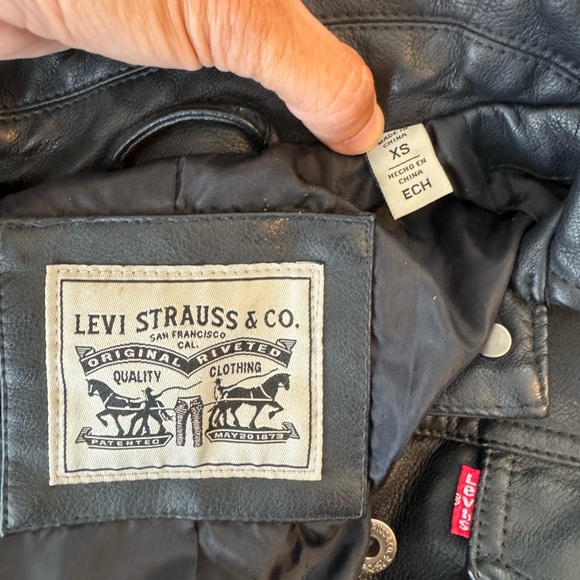 MADE IN
CHINA
XS
HECHO EN
CHINA
ECH
LEVI STRAUSS & CO.
SAN FRANCISCO
CAL.
ORIGINAL RIVETED
QUALITY CLOTHING
PATENTED MAY 20 1873
LEVI'S